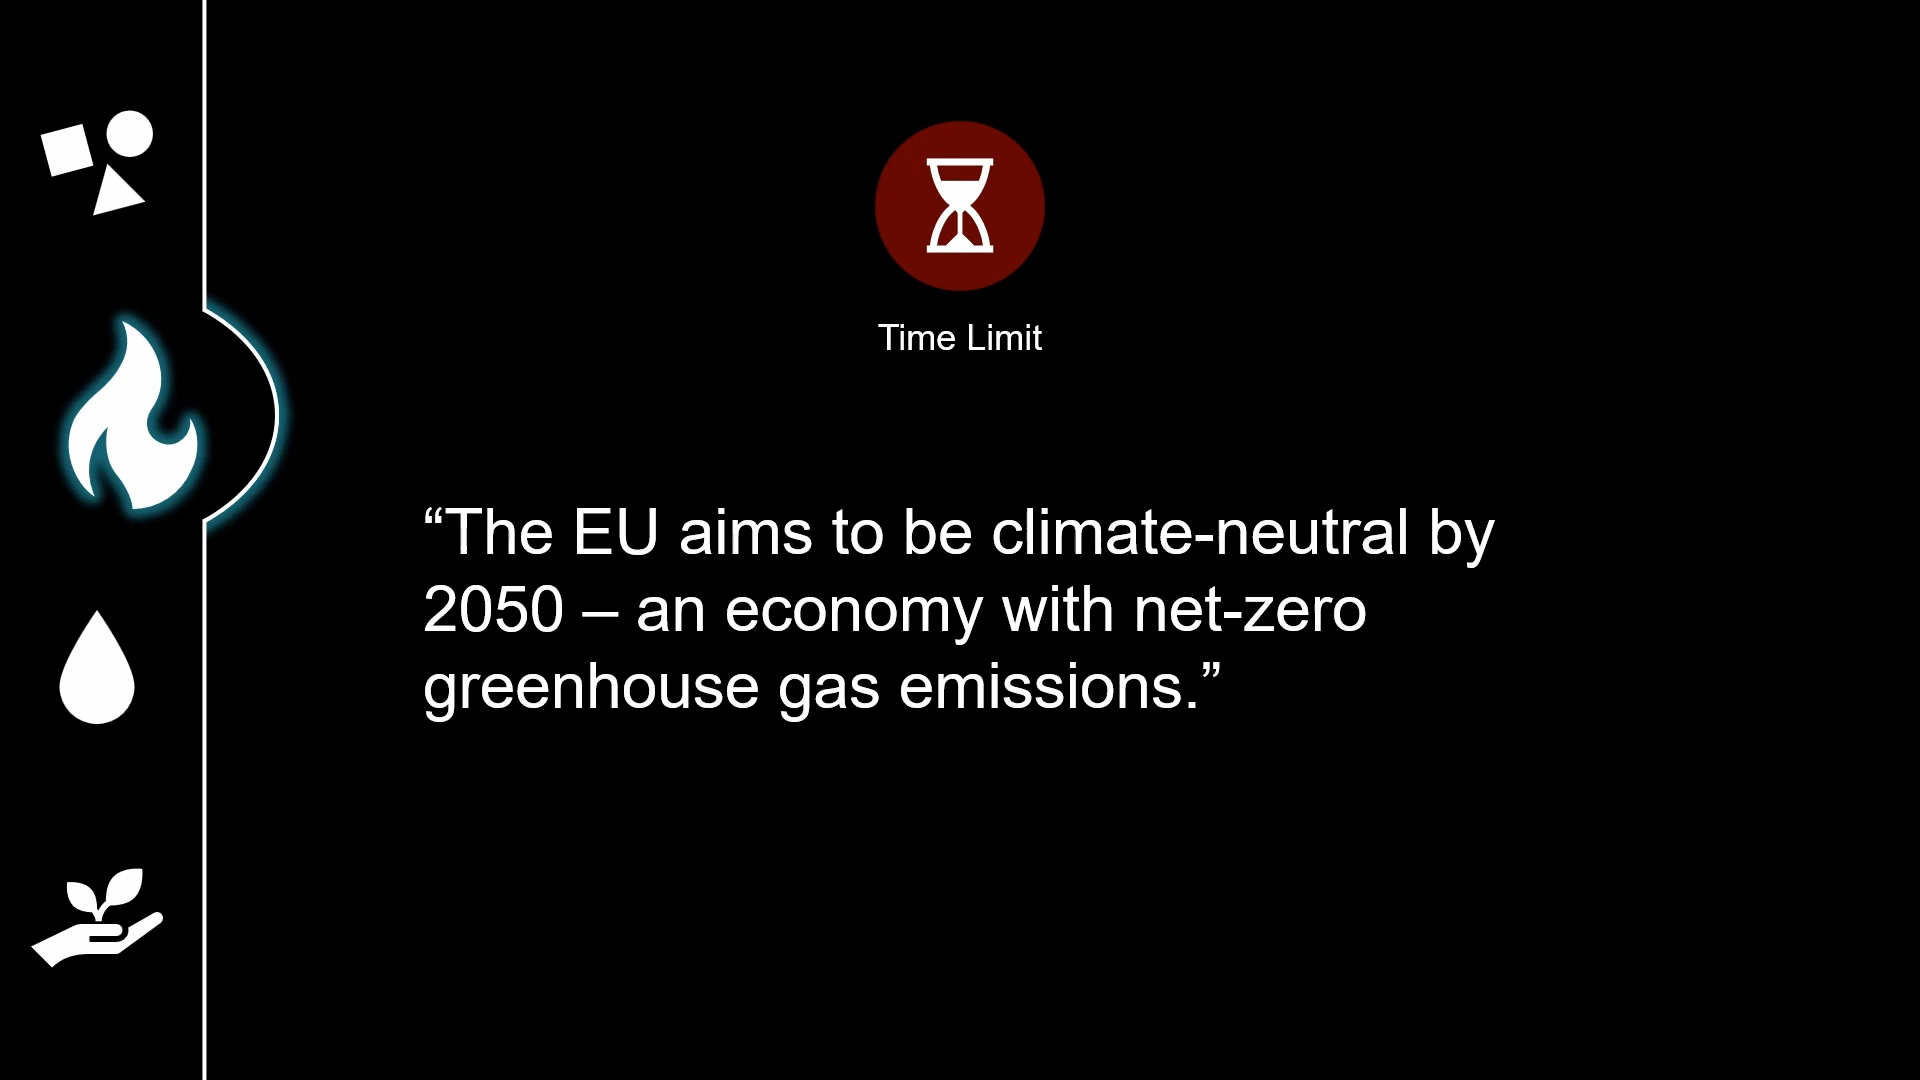 Time Limit
“The EU aims to be climate-neutral by
2050 – an economy with net-zero
greenhouse gas emissions.”